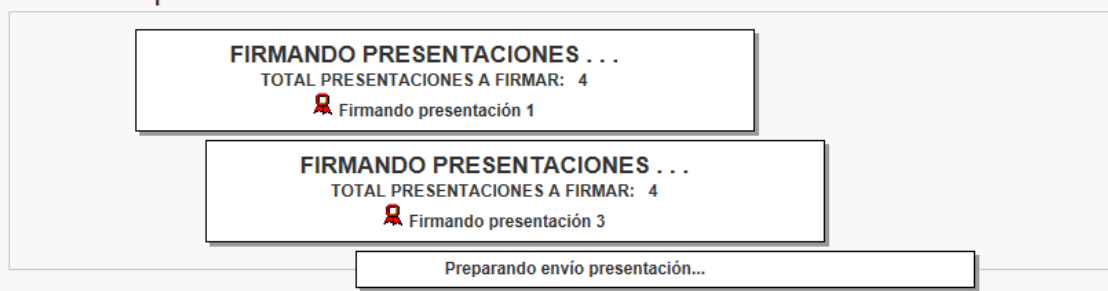 FIRMANDO PRESENTACIONES . . .
TOTAL PRESENTACIONES A FIRMAR: 4
Firmando presentación 1
FIRMANDO PRESENTACIONES . . .
TOTAL PRESENTACIONES A FIRMAR: 4
Firmando presentación 3
Preparando envío presentación...